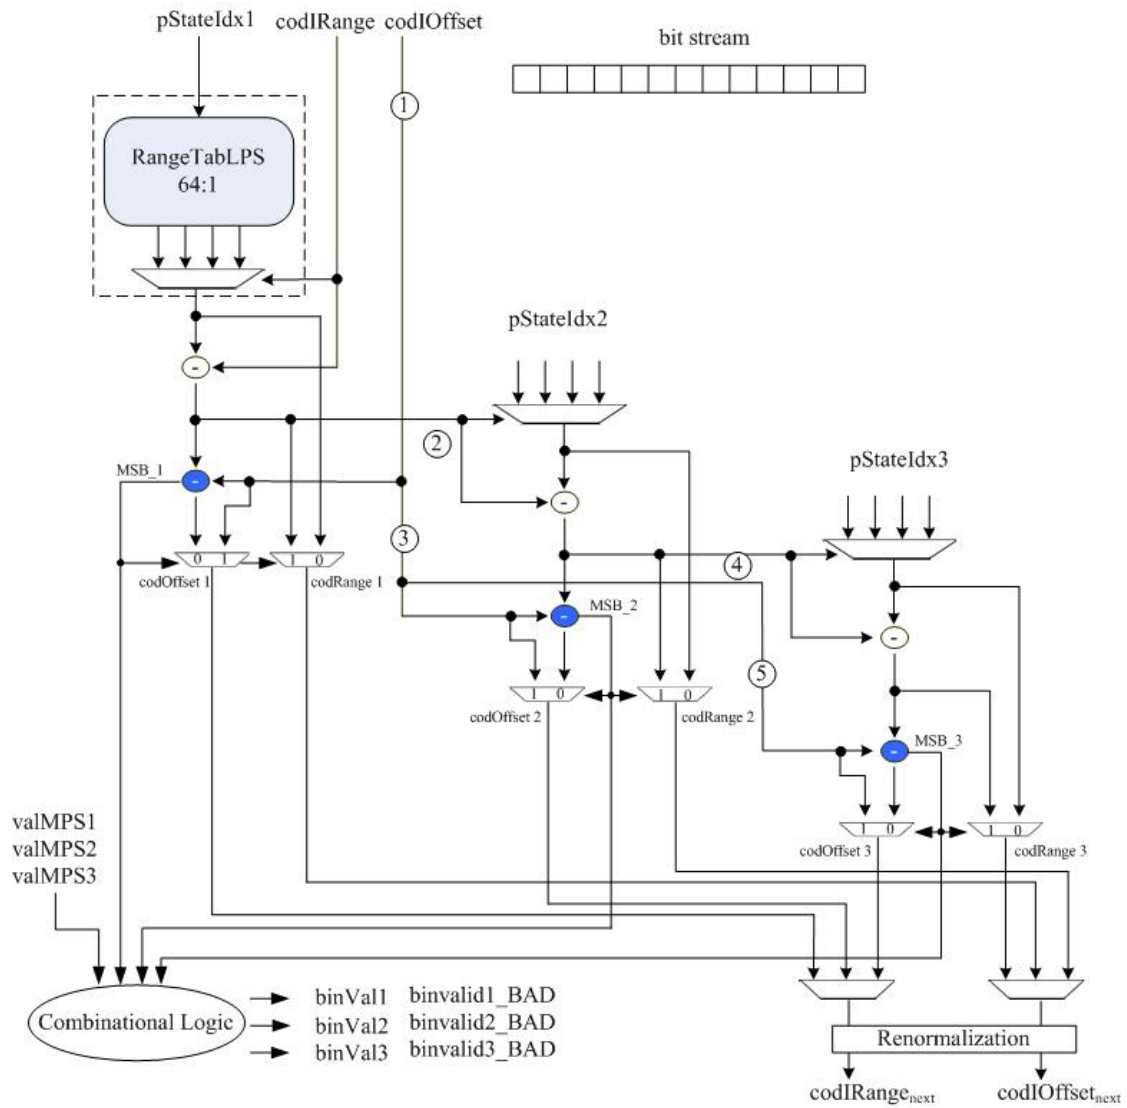 pStateIdx1 codIRange codIOffset
bit stream
1
RangeTabLPS
64:1
pStateIdx2
2
pStateIdx3
MSB_1
-
-
-
3
0 1
1 0
codOffset 1
codRange 1
4
-
MSB_2
-
5
1 0
1 0
codOffset 2
codRange 2
MSB_3
-
valMPS1
valMPS2
valMPS3
1 0
1 0
codOffset 3
codRange 3
Combinational Logic
binVal1 binvalid1_BAD
binVal2 binvalid2_BAD
binVal3 binvalid3_BAD
Renormalization
codIRangenext
codIOffsetnext